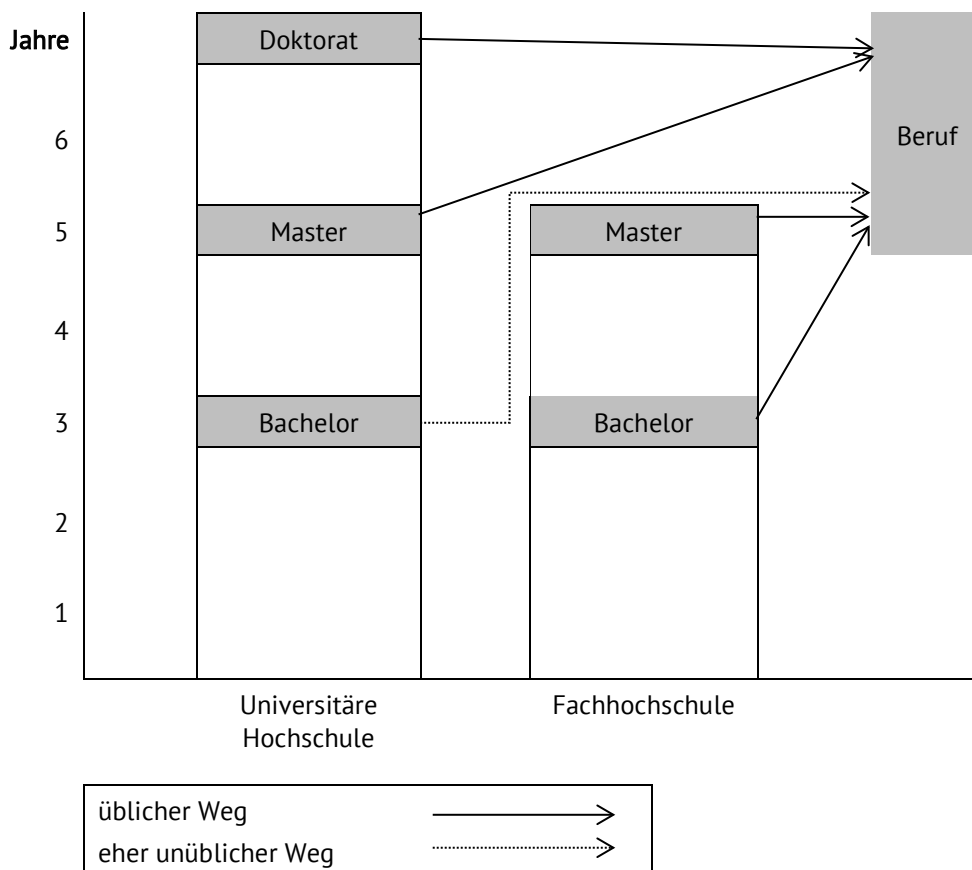 Jahre
Doktorat
6
Beruf
5
Master
Master
4
3
Bachelor
Bachelor
2
1
Universitäre
Hochschule
Fachhochschule
üblicher Weg
eher unüblicher Weg